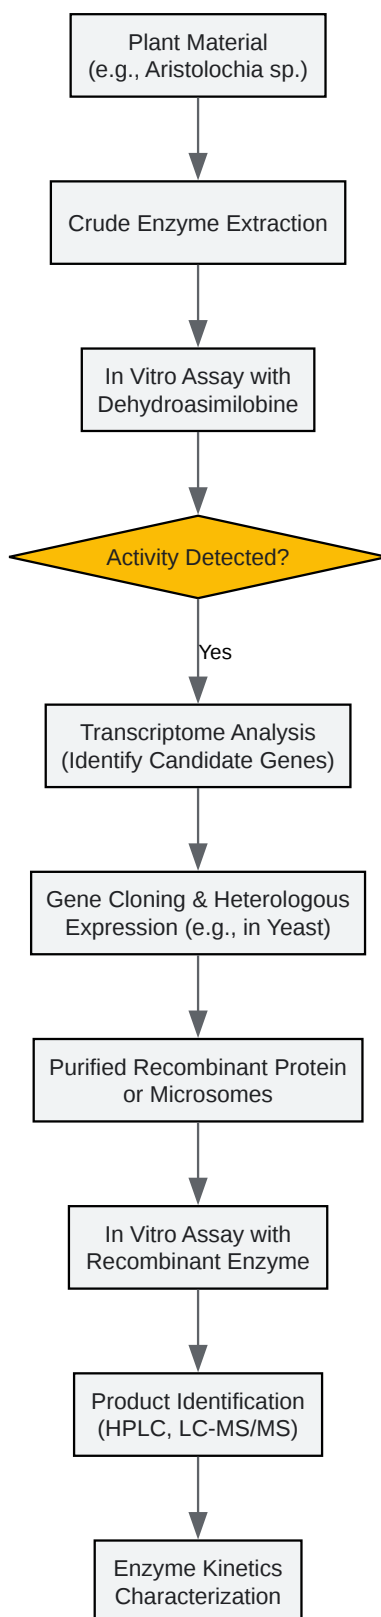 Plant Material
(e.g., Aristolochia sp.)
Crude Enzyme Extraction
In Vitro Assay with
Dehydroasimilobine
Activity Detected?
Yes
Transcriptome Analysis
(Identify Candidate Genes)
Gene Cloning & Heterologous
Expression (e.g., in Yeast)
Purified Recombinant Protein
or Microsomes
In Vitro Assay with
Recombinant Enzyme
Product Identification
(HPLC, LC-MS/MS)
Enzyme Kinetics
Characterization